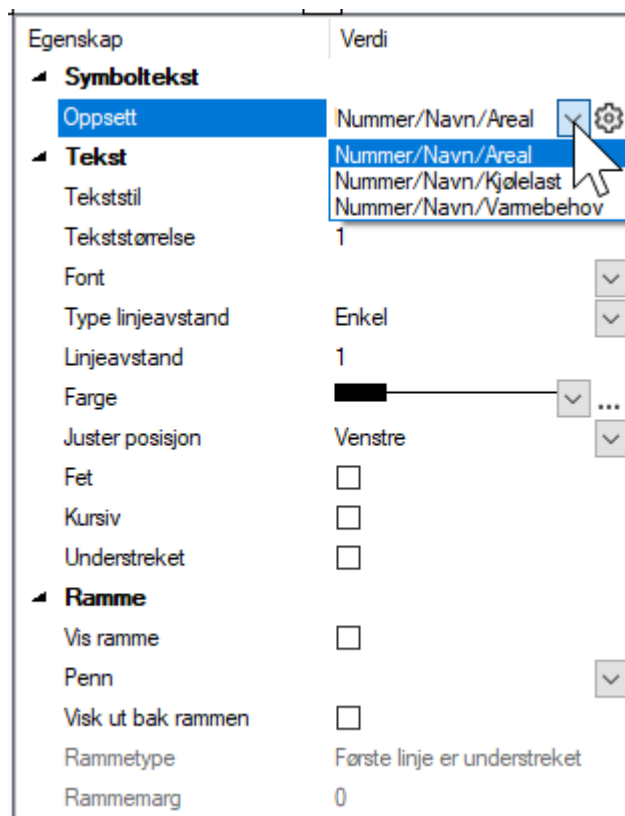 Egenskap Verdi
Symboltekst
Oppsett Nummer/Navn/Areal
Nummer/Navn/Areal
Nummer/Navn/Kjølelast
Nummer/Navn/Varmebehov
Tekst
Tekststil
Tekststørrelse 1
Font
Type linjeavstand Enkel
Linjeavstand 1
Farge ...
Juster posisjon Venstre
Fet
Kursiv
Understreket
Ramme
Vis ramme
Penn
Visk ut bak rammen
Rammetype Første linje er understreket
Rammemarg 0